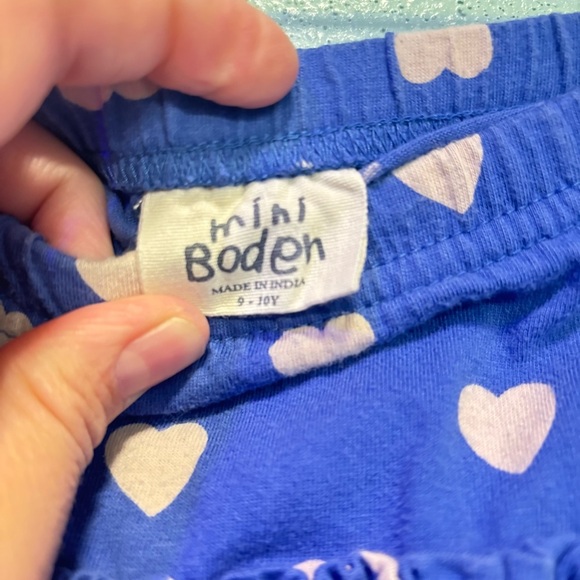 mini
Boden
MADE IN INDIA
9 - 10Y